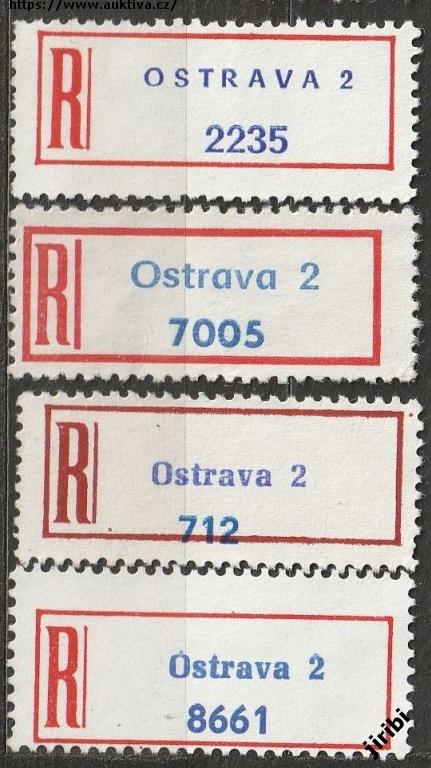 https://www.auktiva.cz/
R
OSTRAVA 2
2235
R
Ostrava 2
7005
R
Ostrava 2
712
R
Ostrava 2
8661
jiribi